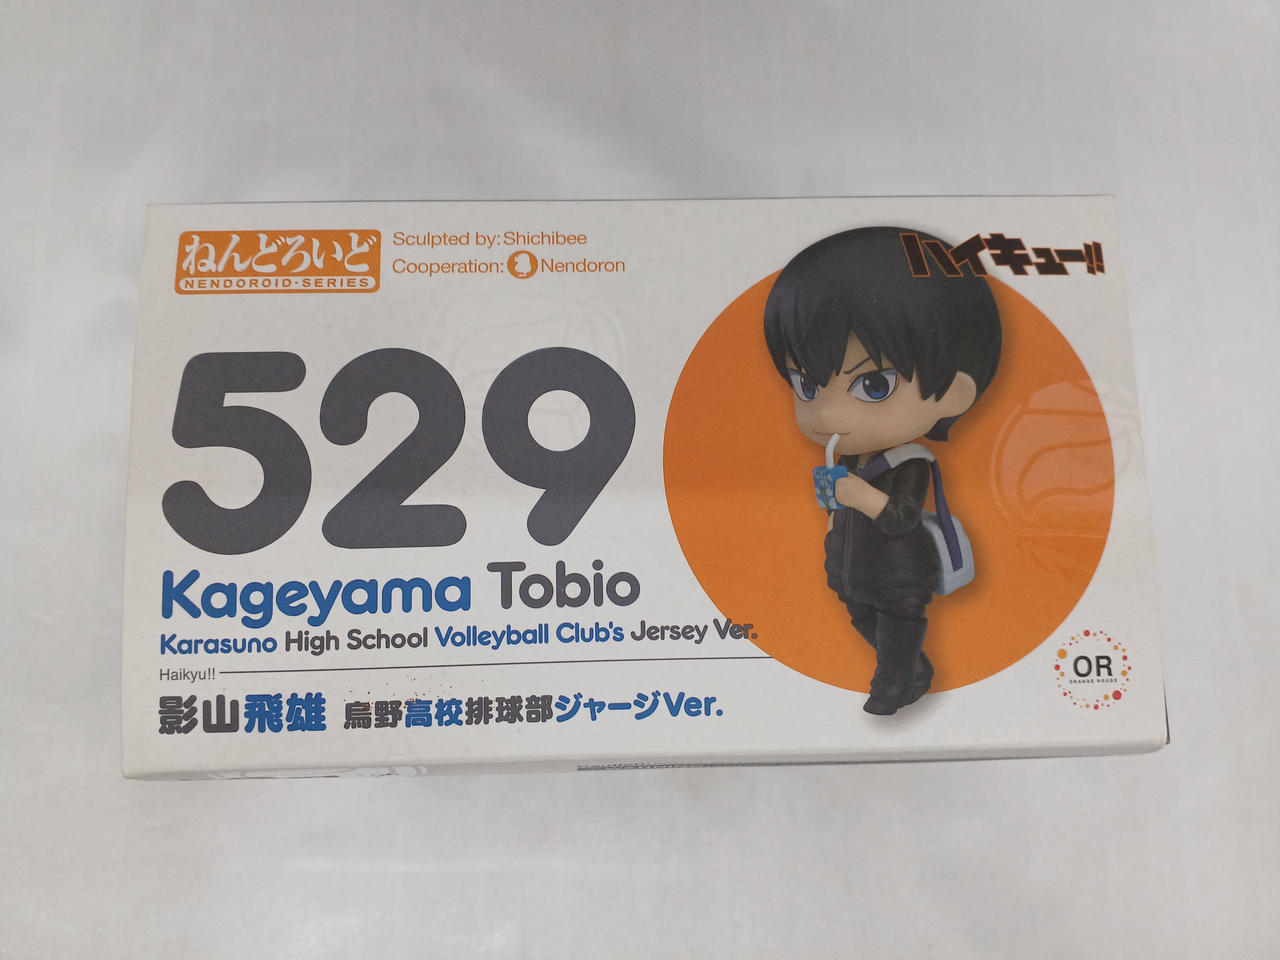 ねんどろいど
NENDOROID・SERIES
Sculpted by: Shichibee
Cooperation: Nendoron
ハイキュー!!
529
Kageyama Tobio
Karasuno High School Volleyball Club's Jersey Ver.
Haikyu!!
影山飛雄 烏野高校排球部ジャージVer.
OR
ORANGE ROUGE